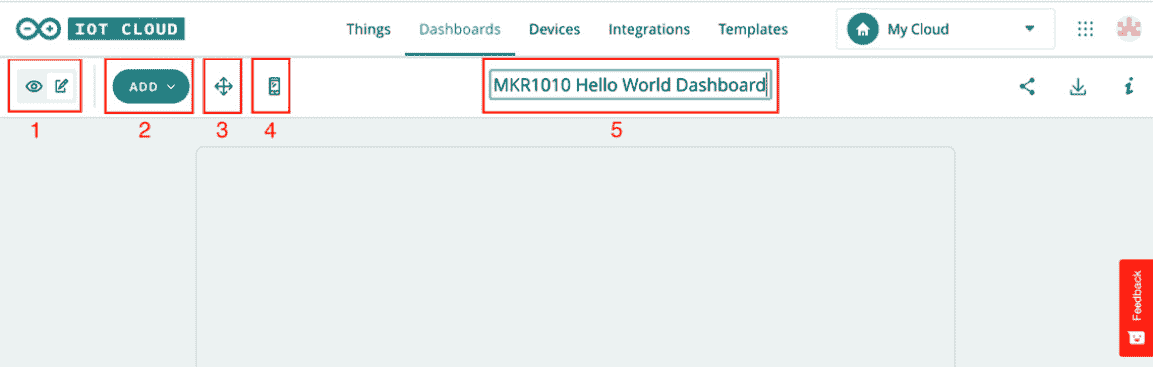 IOT CLOUD
Things Dashboards Devices Integrations Templates My Cloud
ADD MKR1010 Hello World Dashboard i
1 2 3 4 5
Feedback